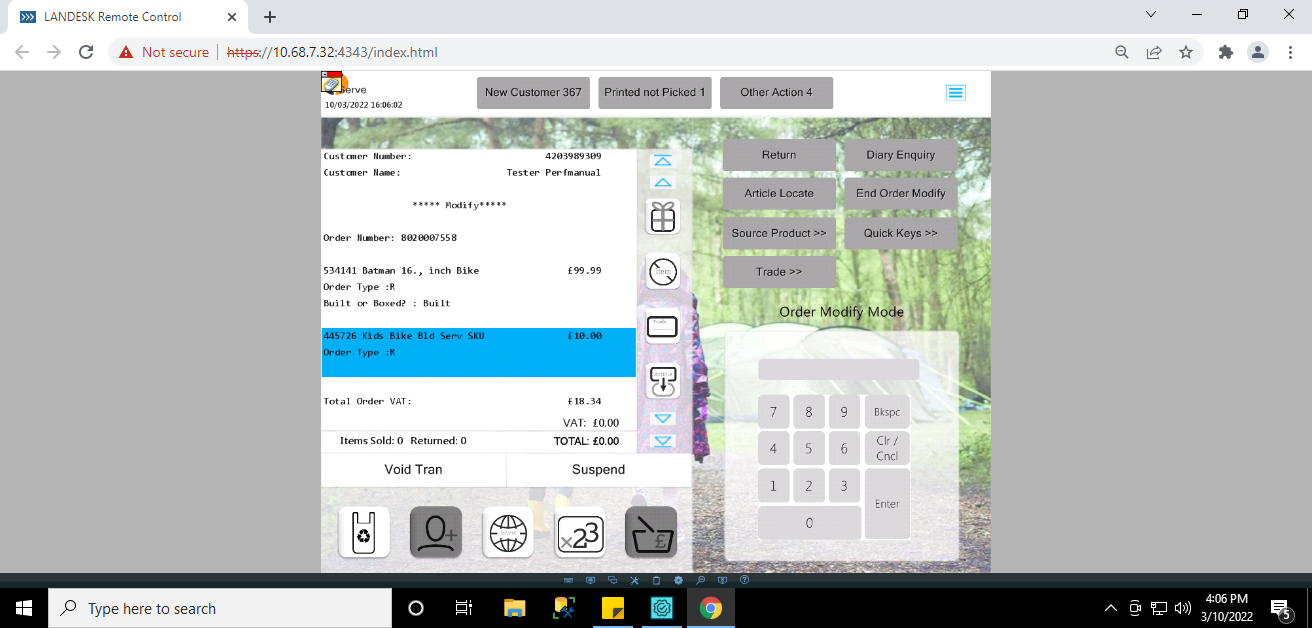 LANDESK Remote Control
Not secure
https://10.68.7.32:4343/index.html
erve
10/03/2022 16:06:02
New Customer 367
Printed not Picked 1
Other Action 4
Customer Number: 4203989309
Customer Name: Tester Perfmanual
***** Modify*****
Order Number: 8020007558
534141 Batman 16., inch Bike £99.99
Order Type :R
Built or Boxed? : Built
445726 Kids Bike Bld Serv SKU £10.00
Order Type :R
Total Order VAT: £18.34
VAT: £0.00
Items Sold: 0 Returned: 0 TOTAL: £0.00
Void Tran
Suspend
Item
Trade
Article
Return
Diary Enquiry
Article Locate
End Order Modify
Source Product >>
Quick Keys >>
Trade >>
Order Modify Mode
7 8 9 Bkspc
4 5 6 Clr / Cncl
1 2 3 Enter
0
×23
£
Type here to search
4:06 PM
3/10/2022
5